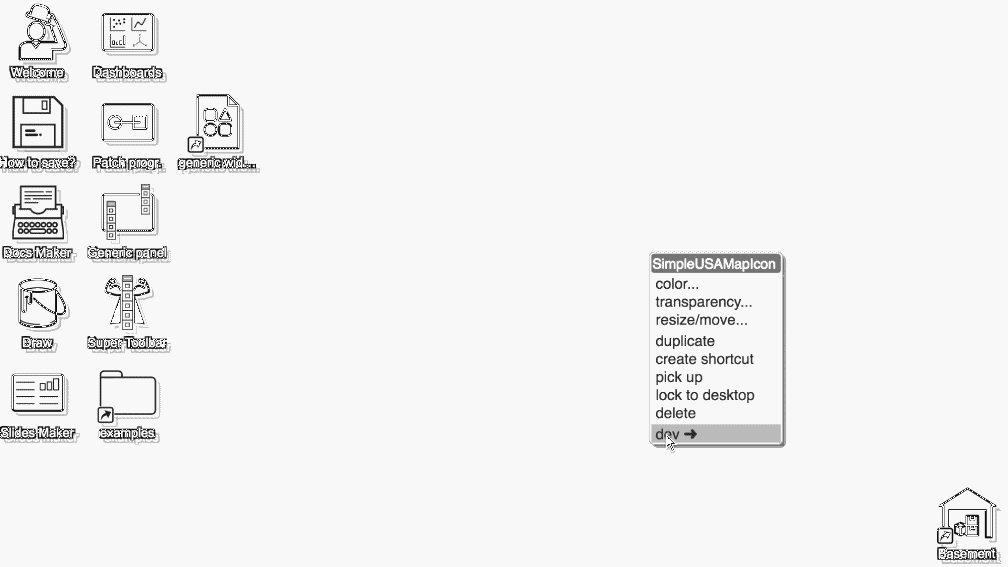 Welcome
Dashboards
How to save?
Patch progr.
generic wid...
Docs Maker
Generic panel
Draw
Super Toolbar
Slides Maker
examples
SimpleUSAMapIcon
color...
transparency...
resize/move...
duplicate
create shortcut
pick up
lock to desktop
delete
dev ➜
Basement